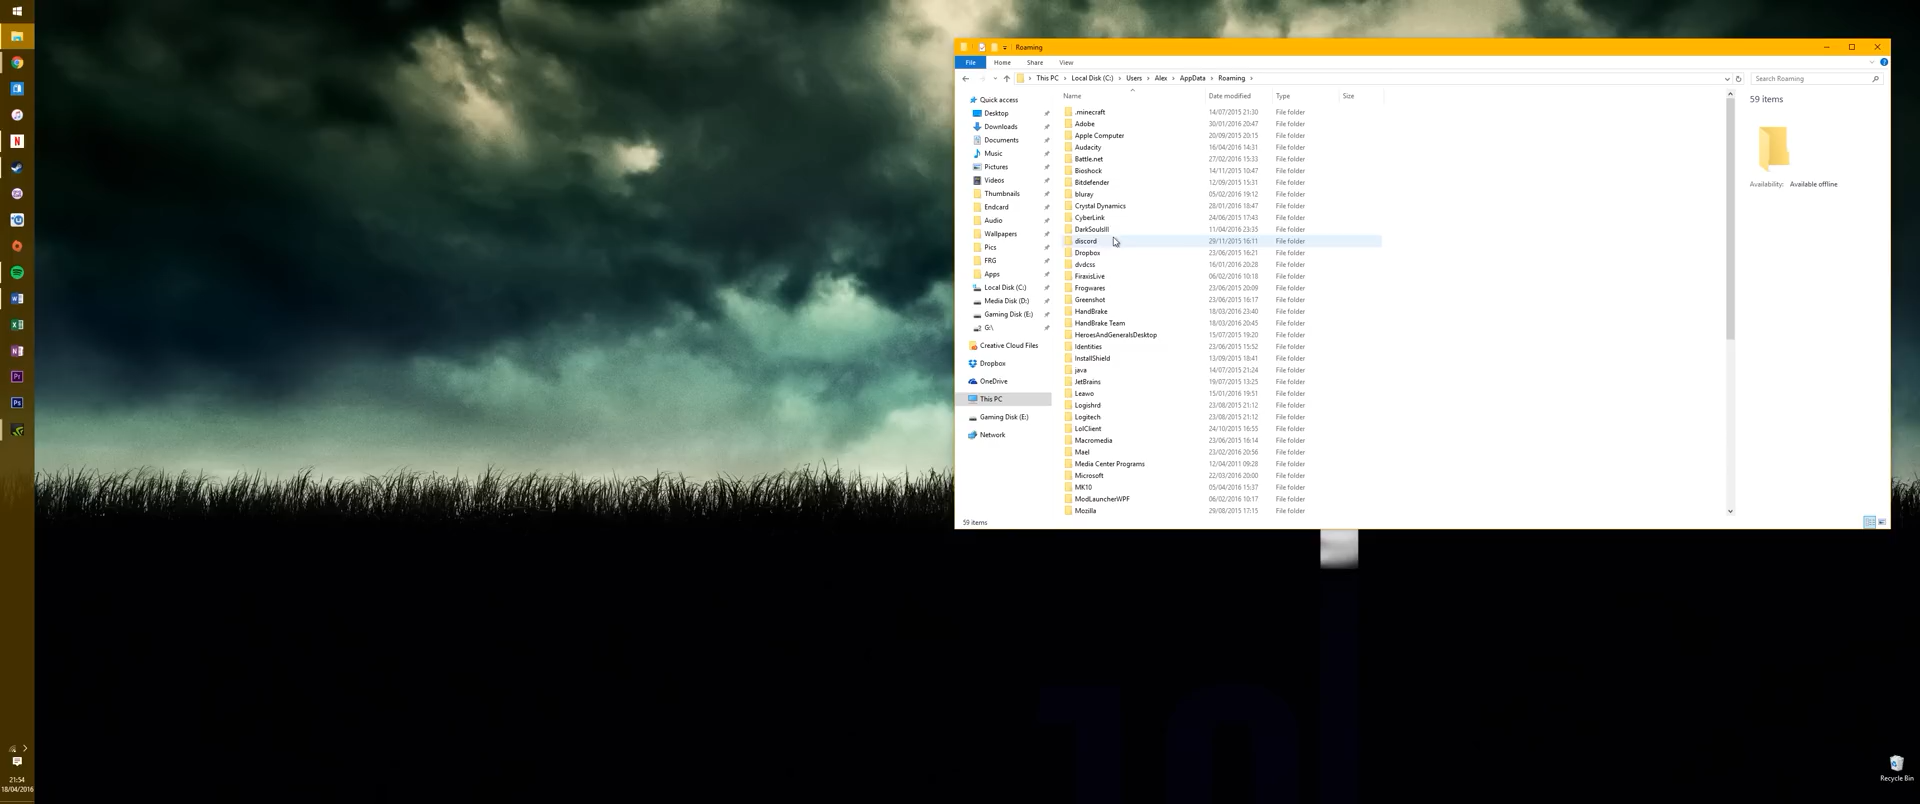 Roaming
File Home Share View
This PC Local Disk (C:) Users Alex AppData Roaming
Search Roaming
Quick access
Desktop
Downloads
Documents
Music
Pictures
Videos
Thumbnails
Endcard
Audio
Wallpapers
Pics
FRG
Apps
Local Disk (C:)
Media Disk (D:)
Gaming Disk (E:)
G:\
Creative Cloud Files
Dropbox
OneDrive
This PC
Gaming Disk (E:)
Network
Name Date modified Type Size
.minecraft 14/07/2015 21:30 File folder
Adobe 30/01/2016 20:47 File folder
Apple Computer 20/09/2015 20:15 File folder
Audacity 16/04/2016 14:31 File folder
Battle.net 27/02/2016 15:33 File folder
Bioshock 14/11/2015 10:47 File folder
Bitdefender 12/09/2015 15:31 File folder
bluray 05/02/2016 19:12 File folder
Crystal Dynamics 28/01/2016 18:47 File folder
CyberLink 24/06/2015 17:43 File folder
DarkSoulsIII 11/04/2016 23:35 File folder
discord 29/11/2015 16:11 File folder
Dropbox 23/06/2015 16:21 File folder
dvdcss 16/01/2016 20:28 File folder
FiraxisLive 06/02/2016 10:18 File folder
Frogwares 23/06/2015 20:09 File folder
Greenshot 23/06/2015 16:17 File folder
HandBrake 18/03/2016 23:40 File folder
HandBrake Team 18/03/2016 20:45 File folder
HeroesAndGeneralsDesktop 15/07/2015 19:20 File folder
Identities 23/06/2015 15:52 File folder
InstallShield 13/09/2015 18:41 File folder
java 14/07/2015 21:24 File folder
JetBrains 19/07/2015 13:25 File folder
Leawo 15/01/2016 19:51 File folder
Logishrd 23/08/2015 21:12 File folder
Logitech 23/08/2015 21:12 File folder
LolClient 24/10/2015 16:55 File folder
Macromedia 23/06/2015 16:14 File folder
Mael 23/02/2016 20:56 File folder
Media Center Programs 12/04/2011 09:28 File folder
Microsoft 22/03/2016 20:00 File folder
MK10 05/04/2016 15:37 File folder
ModLauncherWPF 06/02/2016 10:17 File folder
Mozilla 29/08/2015 17:15 File folder
59 items
Availability: Available offline
59 items
Recycle Bin
21:54
18/04/2016